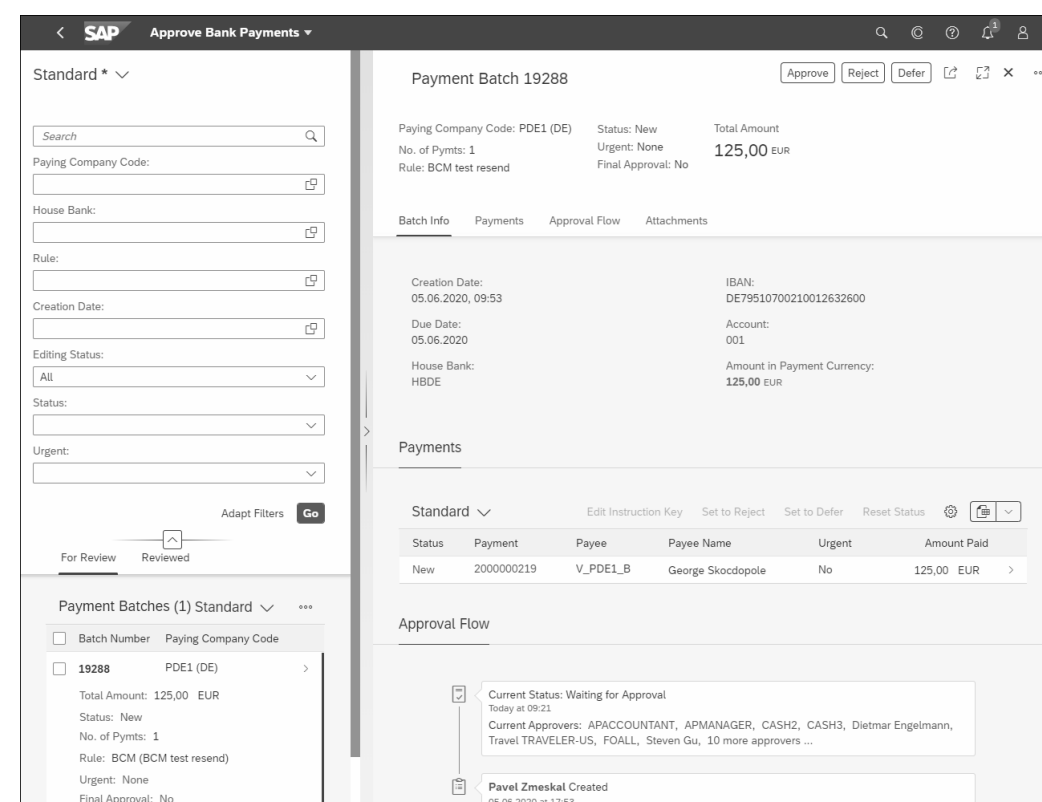 SAP Approve Bank Payments
1
Standard *
Search
Paying Company Code:
House Bank:
Rule:
Creation Date:
Editing Status:
All
Status:
Urgent:
Adapt Filters Go
For Review Reviewed
Payment Batches (1) Standard
Batch Number Paying Company Code
19288 PDE1 (DE)
Total Amount: 125,00 EUR
Status: New
No. of Pymts: 1
Rule: BCM (BCM test resend)
Urgent: None
Final Approval: No
Payment Batch 19288
Approve Reject Defer
Paying Company Code: PDE1 (DE)
No. of Pymts: 1
Rule: BCM test resend
Status: New
Urgent: None
Final Approval: No
Total Amount
125,00 EUR
Batch Info Payments Approval Flow Attachments
Creation Date:
05.06.2020, 09:53
Due Date:
05.06.2020
House Bank:
HBDE
IBAN:
DE79510700210012632600
Account:
001
Amount in Payment Currency:
125,00 EUR
Payments
Standard Edit Instruction Key Set to Reject Set to Defer Reset Status
Status Payment Payee Payee Name Urgent Amount Paid
New 2000000219 V_PDE1_B George Skocdopole No 125,00 EUR
Approval Flow
Current Status: Waiting for Approval
Today at 09:21
Current Approvers: APACCOUNTANT, APMANAGER, CASH2, CASH3, Dietmar Engelmann,
Travel TRAVELER-US, FOALL, Steven Gu, 10 more approvers ...
Pavel Zmeskal Created
05.06.2020 at 17:53